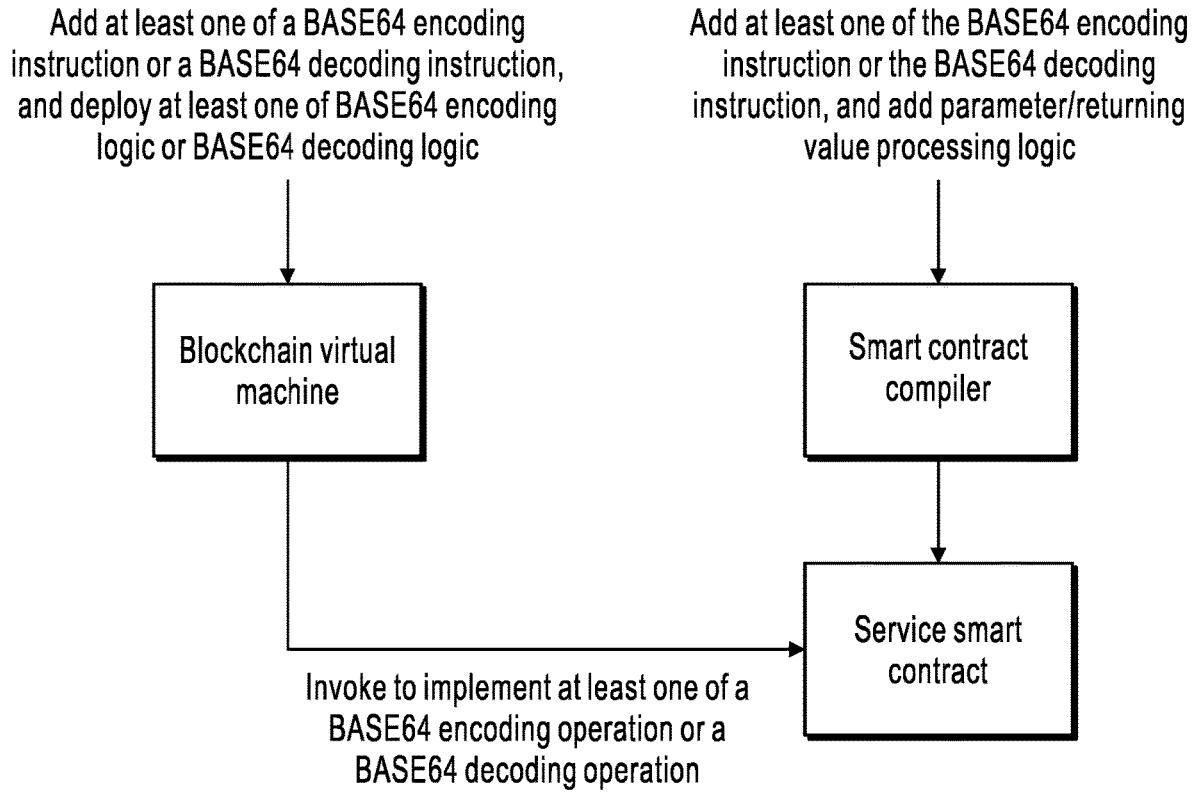 Add at least one of a BASE64 encoding
instruction or a BASE64 decoding instruction,
and deploy at least one of BASE64 encoding
logic or BASE64 decoding logic
Add at least one of the BASE64 encoding
instruction or the BASE64 decoding
instruction, and add parameter/returning
value processing logic
Blockchain virtual
machine
Smart contract
compiler
Service smart
contract
Invoke to implement at least one of a
BASE64 encoding operation or a
BASE64 decoding operation